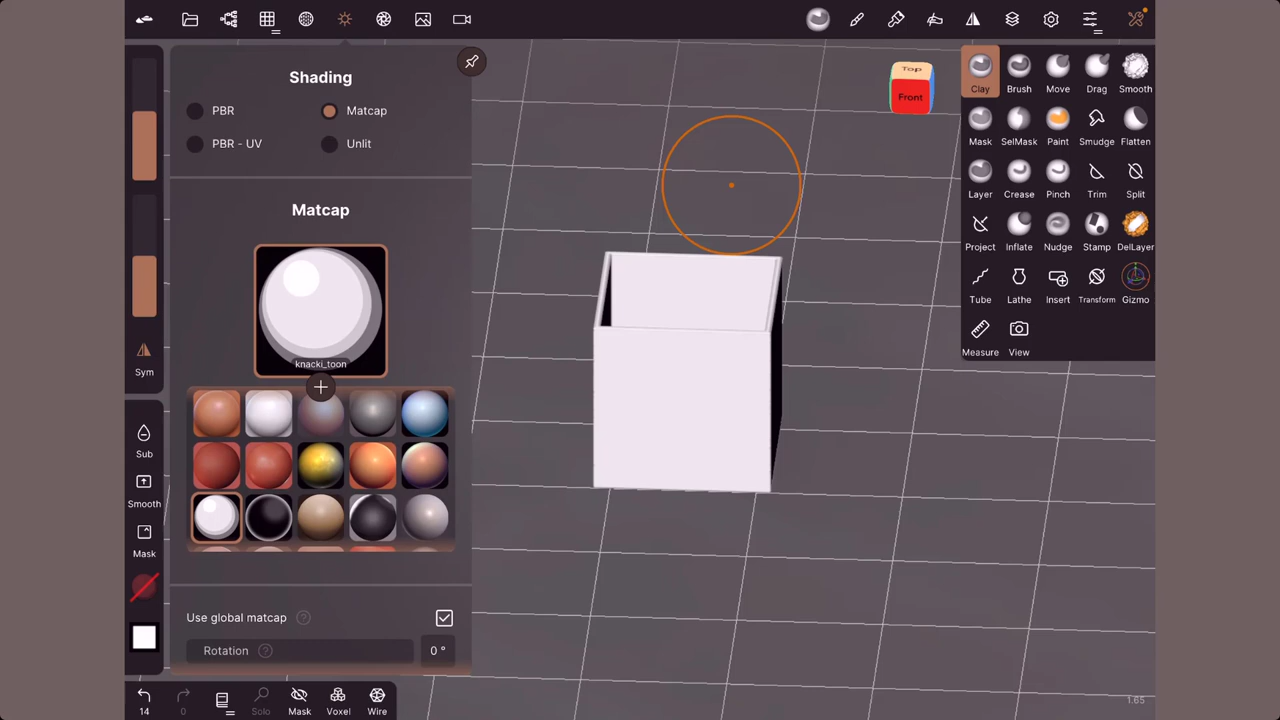 Shading
PBR
Matcap
PBR - UV
Unlit
Matcap
knacki_toon
Use global matcap ?
Rotation ?
0 °
Sym
Sub
Smooth
Mask
14
0
Solo
Mask
Voxel
Wire
Top
Front
Clay
Brush
Move
Drag
Smooth
Mask
SelMask
Paint
Smudge
Flatten
Layer
Crease
Pinch
Trim
Split
Project
Inflate
Nudge
Stamp
DelLayer
Tube
Lathe
Insert
Transform
Gizmo
Measure
View
1.65